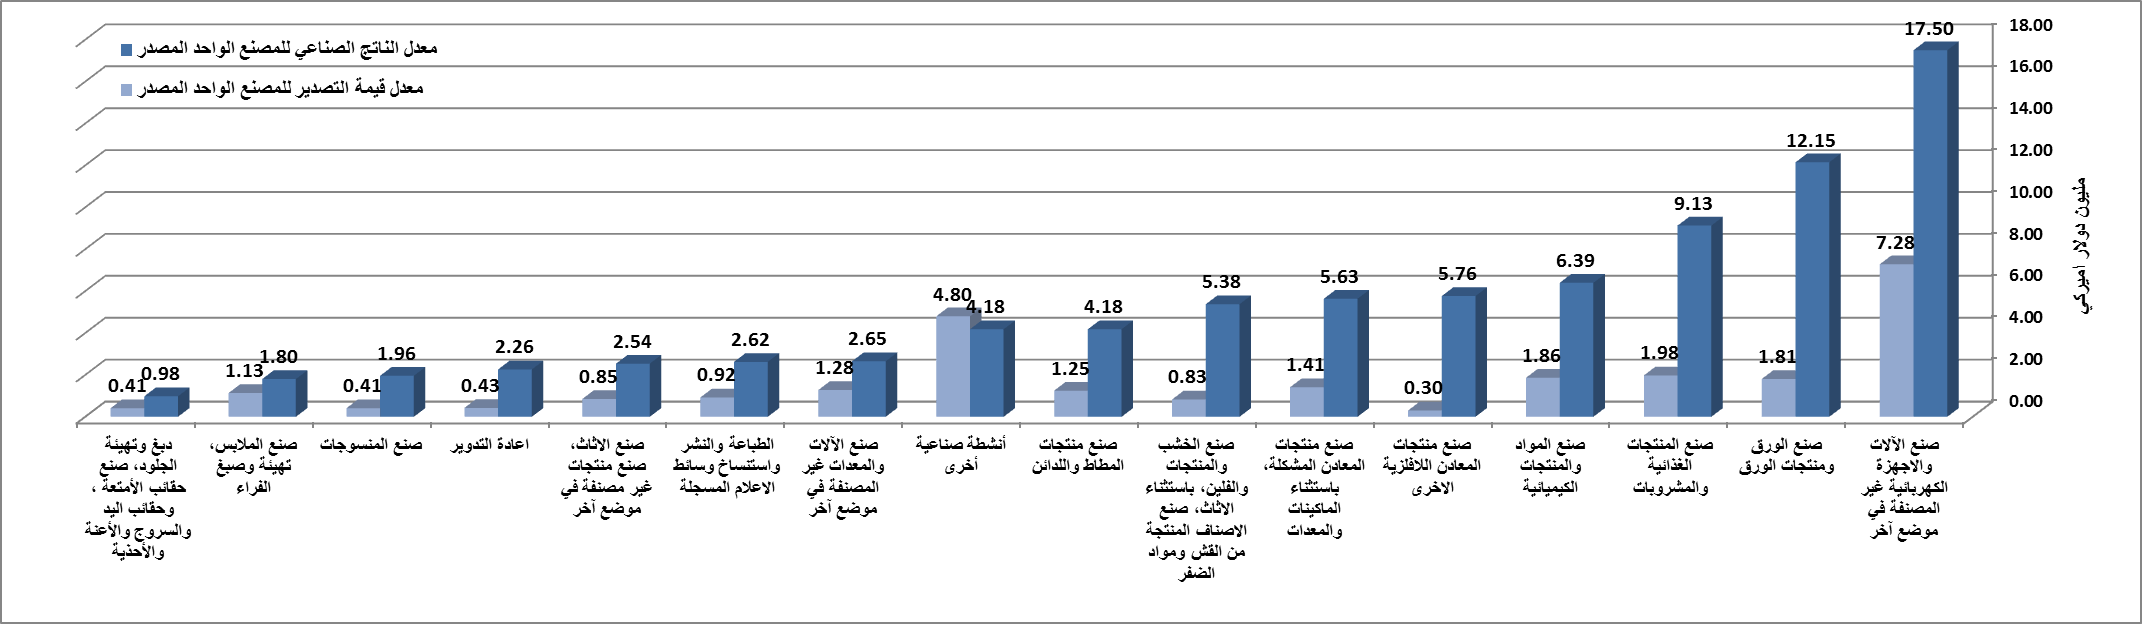 معدل الناتج الصناعي للمصنع الواحد المصدر
معدل قيمة التصدير للمصنع الواحد المصدر
18.00
16.00
14.00
12.00
10.00
8.00
6.00
4.00
2.00
0.00
مليون دولار اميركي
17.50
7.28
12.15
1.81
9.13
1.98
6.39
1.86
5.76
0.30
5.63
1.41
5.38
0.83
4.18
1.25
4.18
4.80
2.65
1.28
2.62
0.92
2.54
0.85
2.26
0.43
1.96
0.41
1.80
1.13
0.98
0.41
صنع الآلات
والاجهزة
الكهربائية غير
المصنفة في
موضع آخر
صنع الورق
ومنتجات الورق
صنع المنتجات
الغذائية
والمشروبات
صنع المواد
والمنتجات
الكيميائية
صنع منتجات
المعادن اللافلزية
الاخرى
صنع منتجات
المعادن المشكلة،
باستثناء
الماكينات
والمعدات
صنع الخشب
والمنتجات
والفلين، باستثناء
الاثاث، صنع
الاصناف المنتجة
من القش ومواد
الضفر
صنع منتجات
المطاط واللدائن
أنشطة صناعية
أخرى
صنع الآلات
والمعدات غير
المصنفة في
موضع آخر
الطباعة والنشر
واستنساخ وسائط
الاعلام المسجلة
صنع الاثاث،
صنع منتجات
غير مصنفة في
موضع آخر
اعادة التدوير
صنع المنسوجات
صنع الملابس،
تهيئة وصبغ
الفراء
دبغ وتهيئة
الجلود، صنع
حقائب الأمتعة ،
وحقائب اليد
والسروج والأعنة
والأحذية